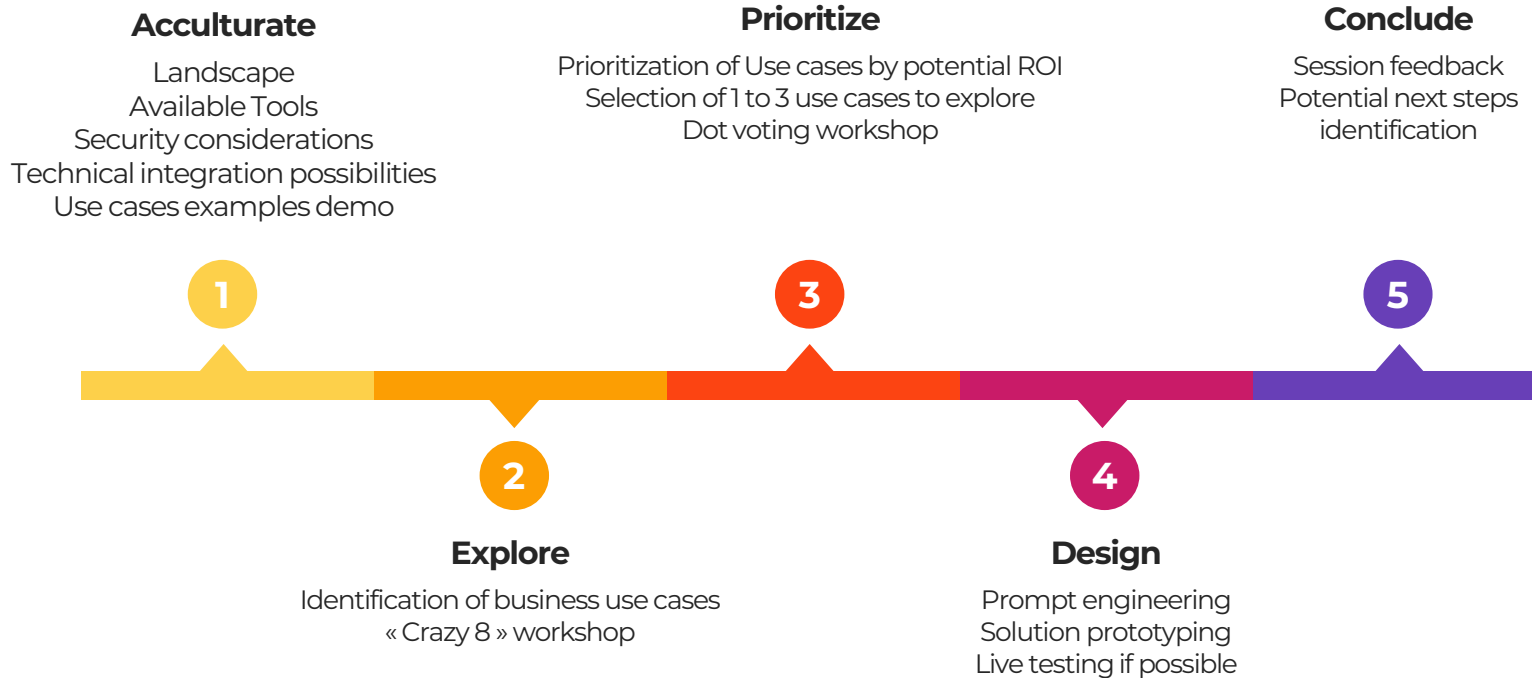 Acculturate
Landscape
Available Tools
Security considerations
Technical integration possibilities
Use cases examples demo
1
2
Explore
Identification of business use cases
« Crazy 8 » workshop
Prioritize
Prioritization of Use cases by potential ROI
Selection of 1 to 3 use cases to explore
Dot voting workshop
3
4
Design
Prompt engineering
Solution prototyping
Live testing if possible
Conclude
Session feedback
Potential next steps
identification
5